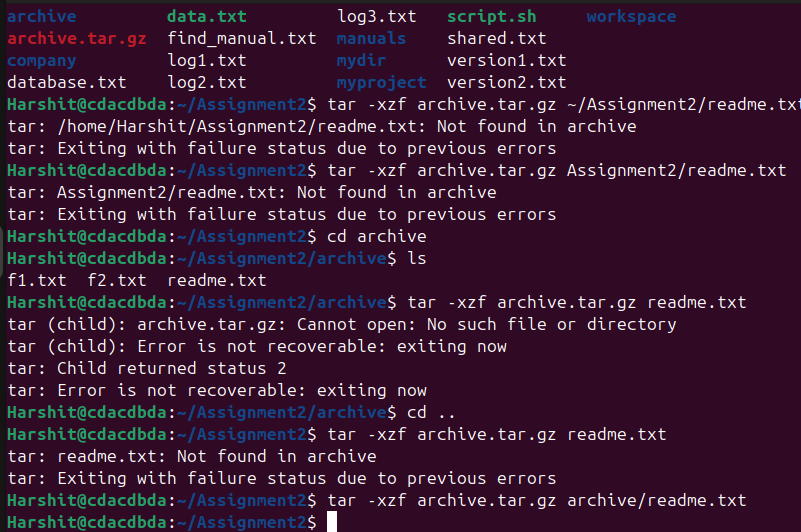 archive data.txt log3.txt script.sh workspace
archive.tar.gz find_manual.txt manuals shared.txt
company log1.txt mydir version1.txt
database.txt log2.txt myproject version2.txt
Harshit@cdacdbda:~/Assignment2$ tar -xzf archive.tar.gz ~/Assignment2/readme.txt
tar: /home/Harshit/Assignment2/readme.txt: Not found in archive
tar: Exiting with failure status due to previous errors
Harshit@cdacdbda:~/Assignment2$ tar -xzf archive.tar.gz Assignment2/readme.txt
tar: Assignment2/readme.txt: Not found in archive
tar: Exiting with failure status due to previous errors
Harshit@cdacdbda:~/Assignment2$ cd archive
Harshit@cdacdbda:~/Assignment2/archive$ ls
f1.txt f2.txt readme.txt
Harshit@cdacdbda:~/Assignment2/archive$ tar -xzf archive.tar.gz readme.txt
tar (child): archive.tar.gz: Cannot open: No such file or directory
tar (child): Error is not recoverable: exiting now
tar: Child returned status 2
tar: Error is not recoverable: exiting now
Harshit@cdacdbda:~/Assignment2/archive$ cd ..
Harshit@cdacdbda:~/Assignment2$ tar -xzf archive.tar.gz readme.txt
tar: readme.txt: Not found in archive
tar: Exiting with failure status due to previous errors
Harshit@cdacdbda:~/Assignment2$ tar -xzf archive.tar.gz archive/readme.txt
Harshit@cdacdbda:~/Assignment2$